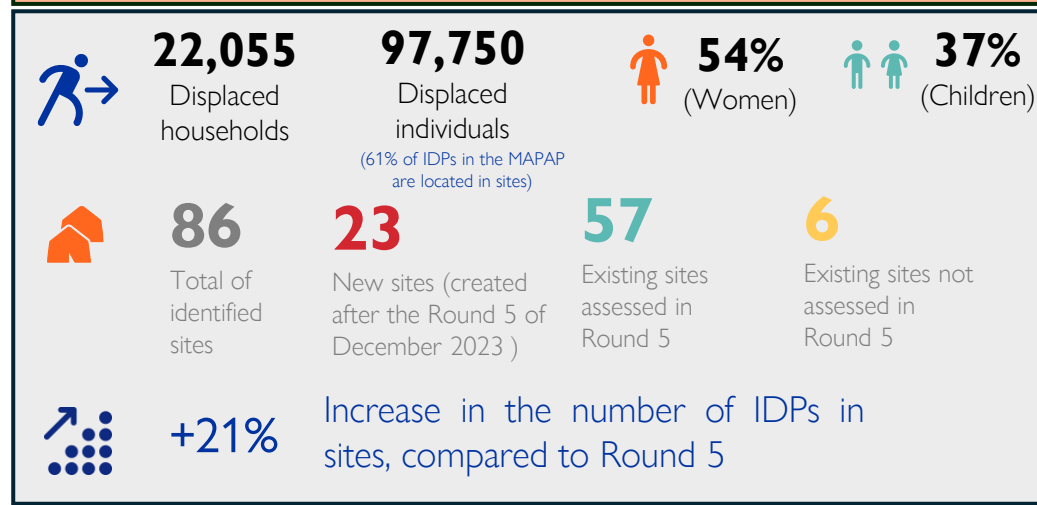 22,055
Displaced
households
97,750
Displaced
individuals
(61% of IDPs in the MAPAP
are located in sites)
54%
(Women)
37%
(Children)
86
Total of
identified
sites
23
New sites (created
after the Round 5 of
December 2023 )
57
Existing sites
assessed in
Round 5
6
Existing sites not
assessed in
Round 5
+21%
Increase in the number of IDPs in
sites, compared to Round 5